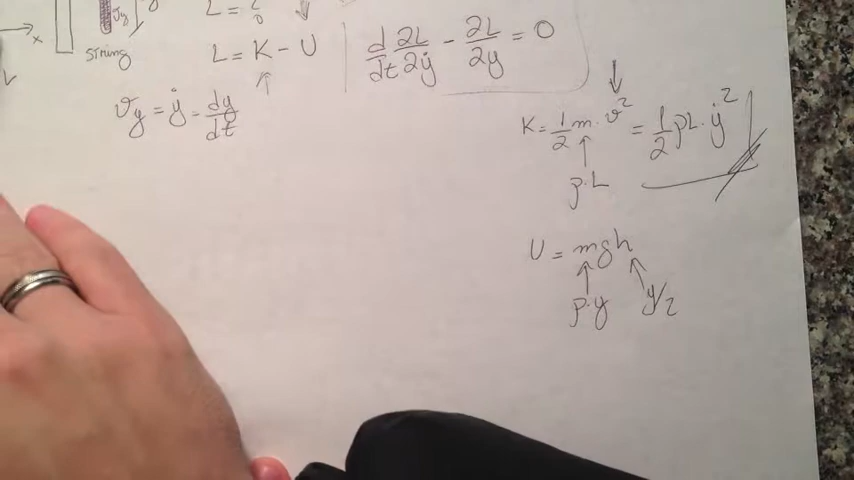 x
string
L = K - U
d/dt ∂L/∂ẏ - ∂L/∂y = 0
v_y = ẏ = dy/dt
K = 1/2 m · v² = 1/2 ρL · ẏ²
ρ · L
U = mgh
ρ · y y/2